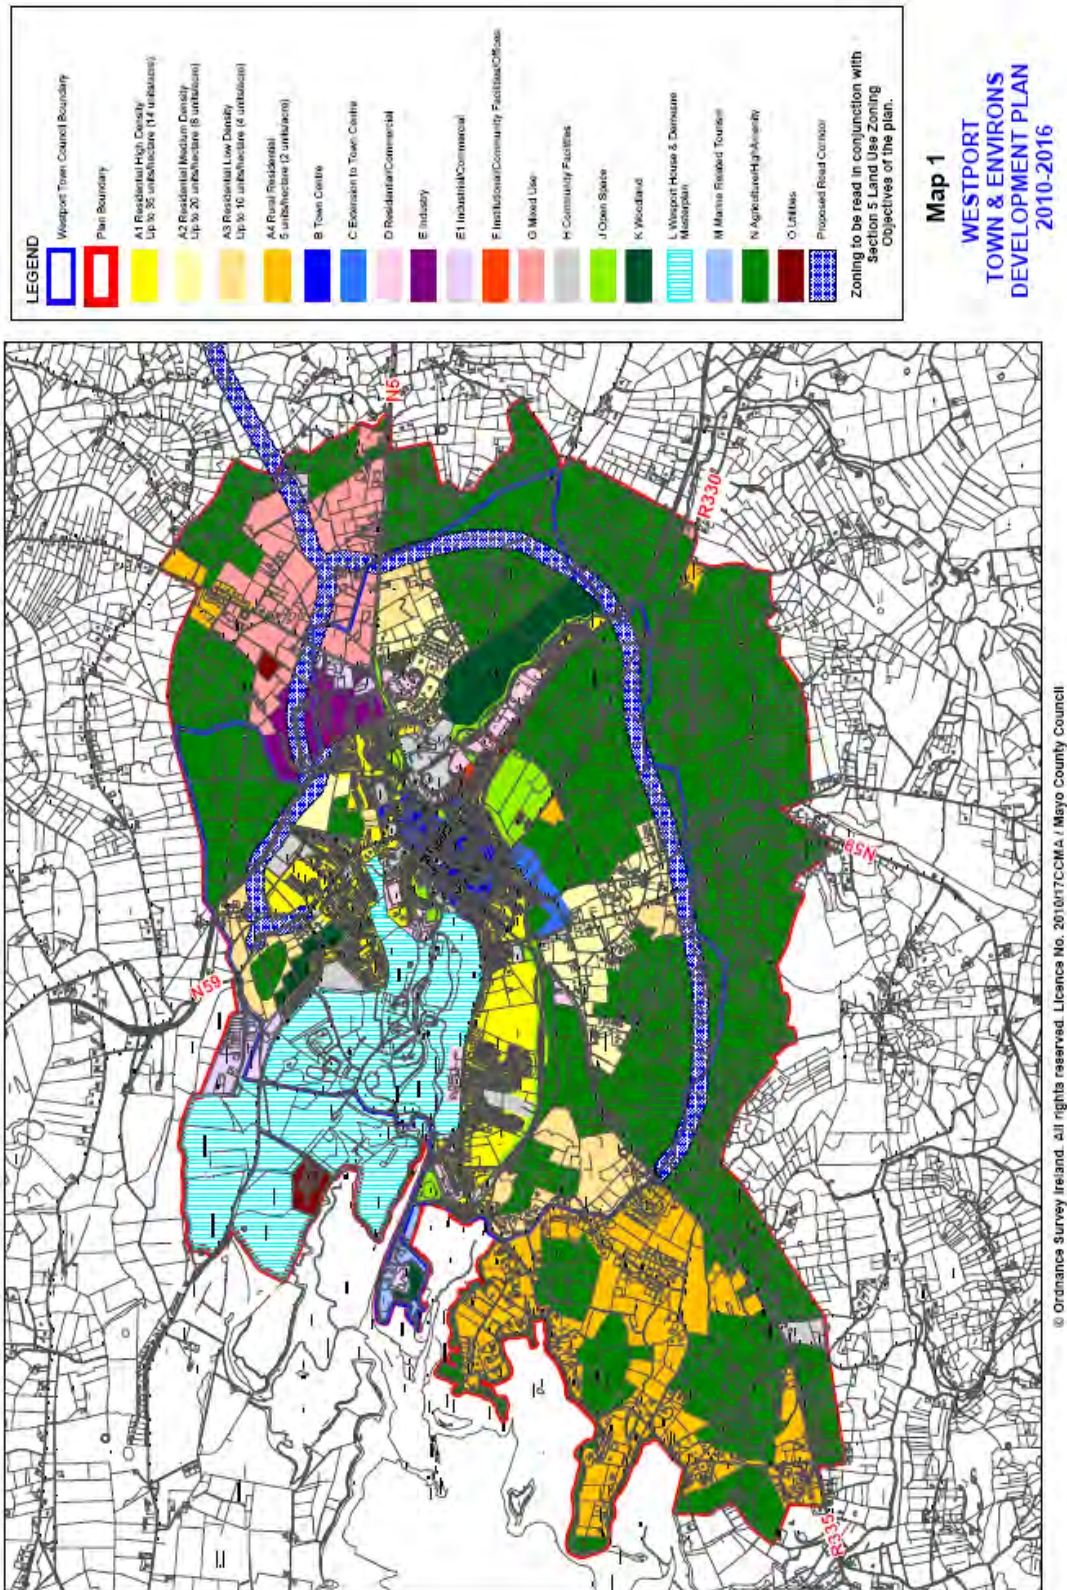 LEGEND
Westport Town Council Boundary
Plan Boundary
A1 Residential High Density
Up to 35 units/hectare (14 units/acre)
A2 Residential Medium Density
Up to 20 units/hectare (8 units/acre)
A3 Residential Low Density
Up to 10 units/hectare (4 units/acre)
A4 Rural Residential
5 units/hectare (2 units/acre)
B Town Centre
C Extension to Town Centre
D Residential/Commercial
E Industry
E1 Industrial/Commercial
F Institutional/Community Facilities/Offices
G Mixed Use
H Community Facilities
J Open Space
K Woodland
L Westport House & Demesne
Masterplan
M Marine Related Tourism
N Agriculture/High Amenity
O Utilities
Proposed Road Corridor
Zoning to be read in conjunction with
Section 5 Land Use Zoning
Objectives of the plan.
Map 1
WESTPORT
TOWN & ENVIRONS
DEVELOPMENT PLAN
2010-2016
N5
R330
N59
N59
R335
© Ordnance Survey Ireland. All rights reserved. Licence No. 2010/17CCMA / Mayo County Council